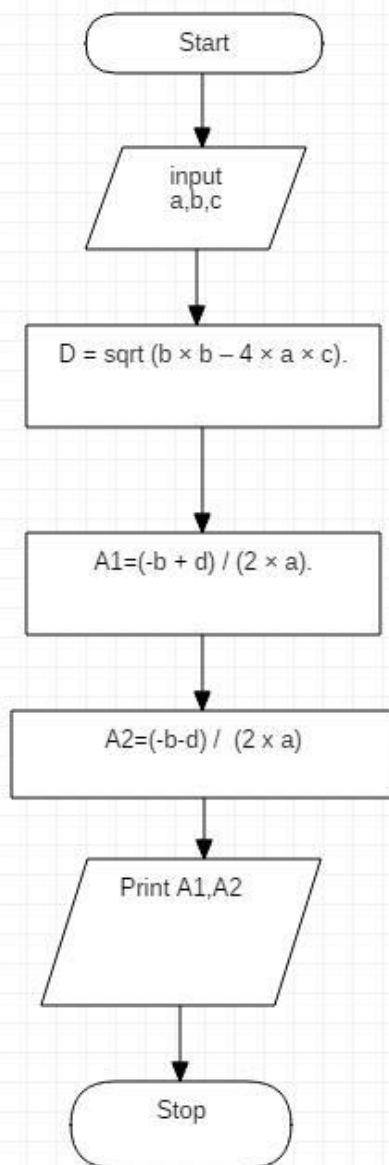 Start
input
a,b,c
D = sqrt (b × b – 4 × a × c).
A1=(-b + d) / (2 × a).
A2=(-b-d) / (2 x a)
Print A1,A2
Stop